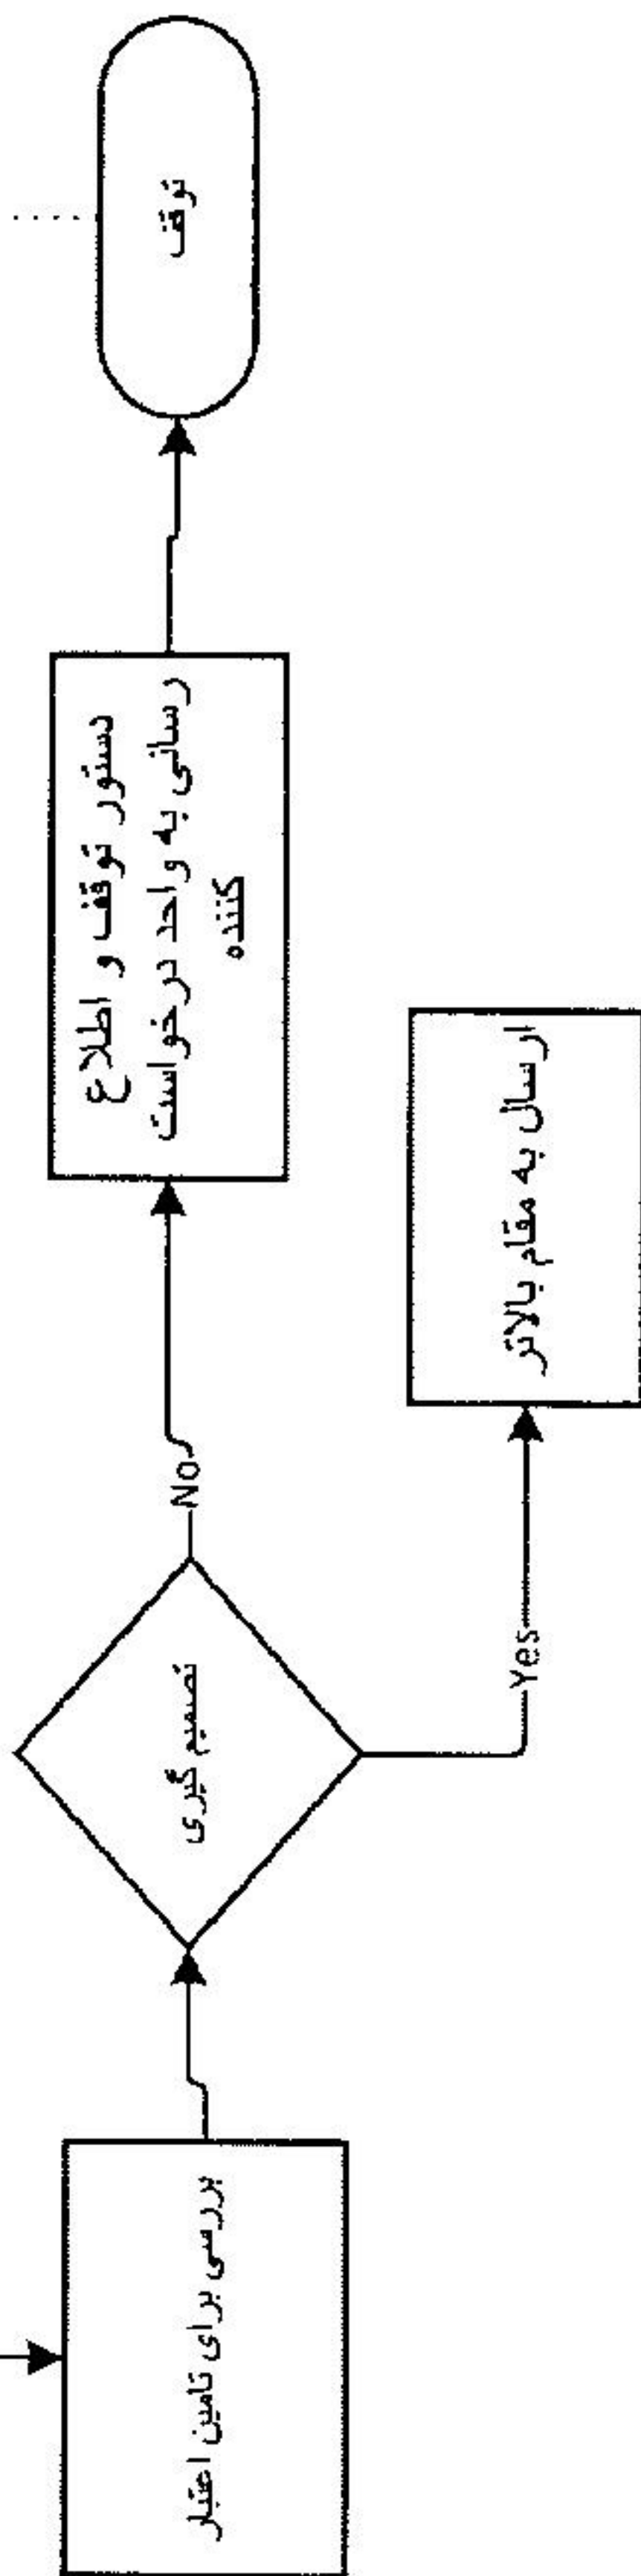 بررسی برای تامین اعتبار
تصمیم گیری
No
دستور توقف و اطلاع
رسانی به واحد درخواست
کننده
توقف
Yes
ارسال به مقام بالاتر